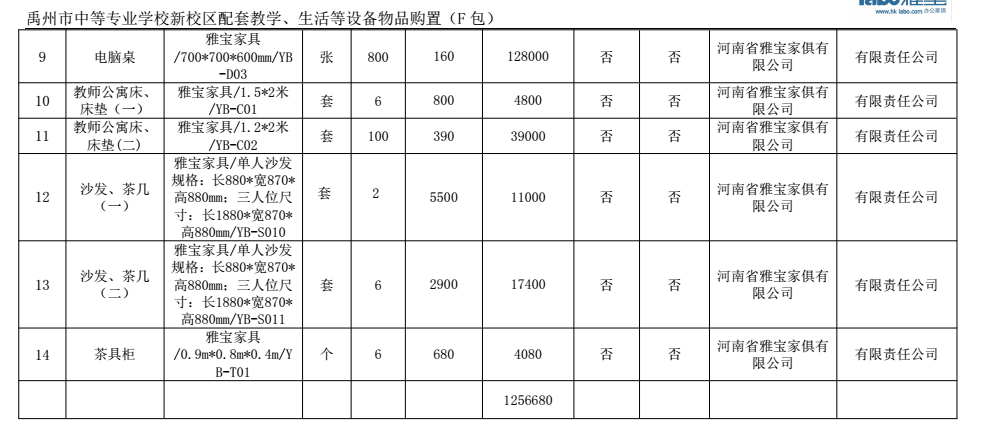 labo雅宝
www.hklabo.com 办公家俱
禹州市中等专业学校新校区配套教学、生活等设备物品购置（F包）
9 电脑桌 雅宝家具/700*700*600mm/YB-D03 张 800 160 128000 否 否 河南省雅宝家俱有限公司 有限责任公司
10 教师公寓床、床垫（一） 雅宝家具/1.5*2米/YB-C01 套 6 800 4800 否 否 河南省雅宝家俱有限公司 有限责任公司
11 教师公寓床、床垫(二) 雅宝家具/1.2*2米/YB-C02 套 100 390 39000 否 否 河南省雅宝家俱有限公司 有限责任公司
12 沙发、茶几（一） 雅宝家具/单人沙发规格：长880*宽870*高880mm；三人位尺寸：长1880*宽870*高880mm/YB-S010 套 2 5500 11000 否 否 河南省雅宝家俱有限公司 有限责任公司
13 沙发、茶几（二） 雅宝家具/单人沙发规格：长880*宽870*高880mm；三人位尺寸：长1880*宽870*高880mm/YB-S011 套 6 2900 17400 否 否 河南省雅宝家俱有限公司 有限责任公司
14 茶具柜 雅宝家具/0.9m*0.8m*0.4m/YB-T01 个 6 680 4080 否 否 河南省雅宝家俱有限公司 有限责任公司
1256680